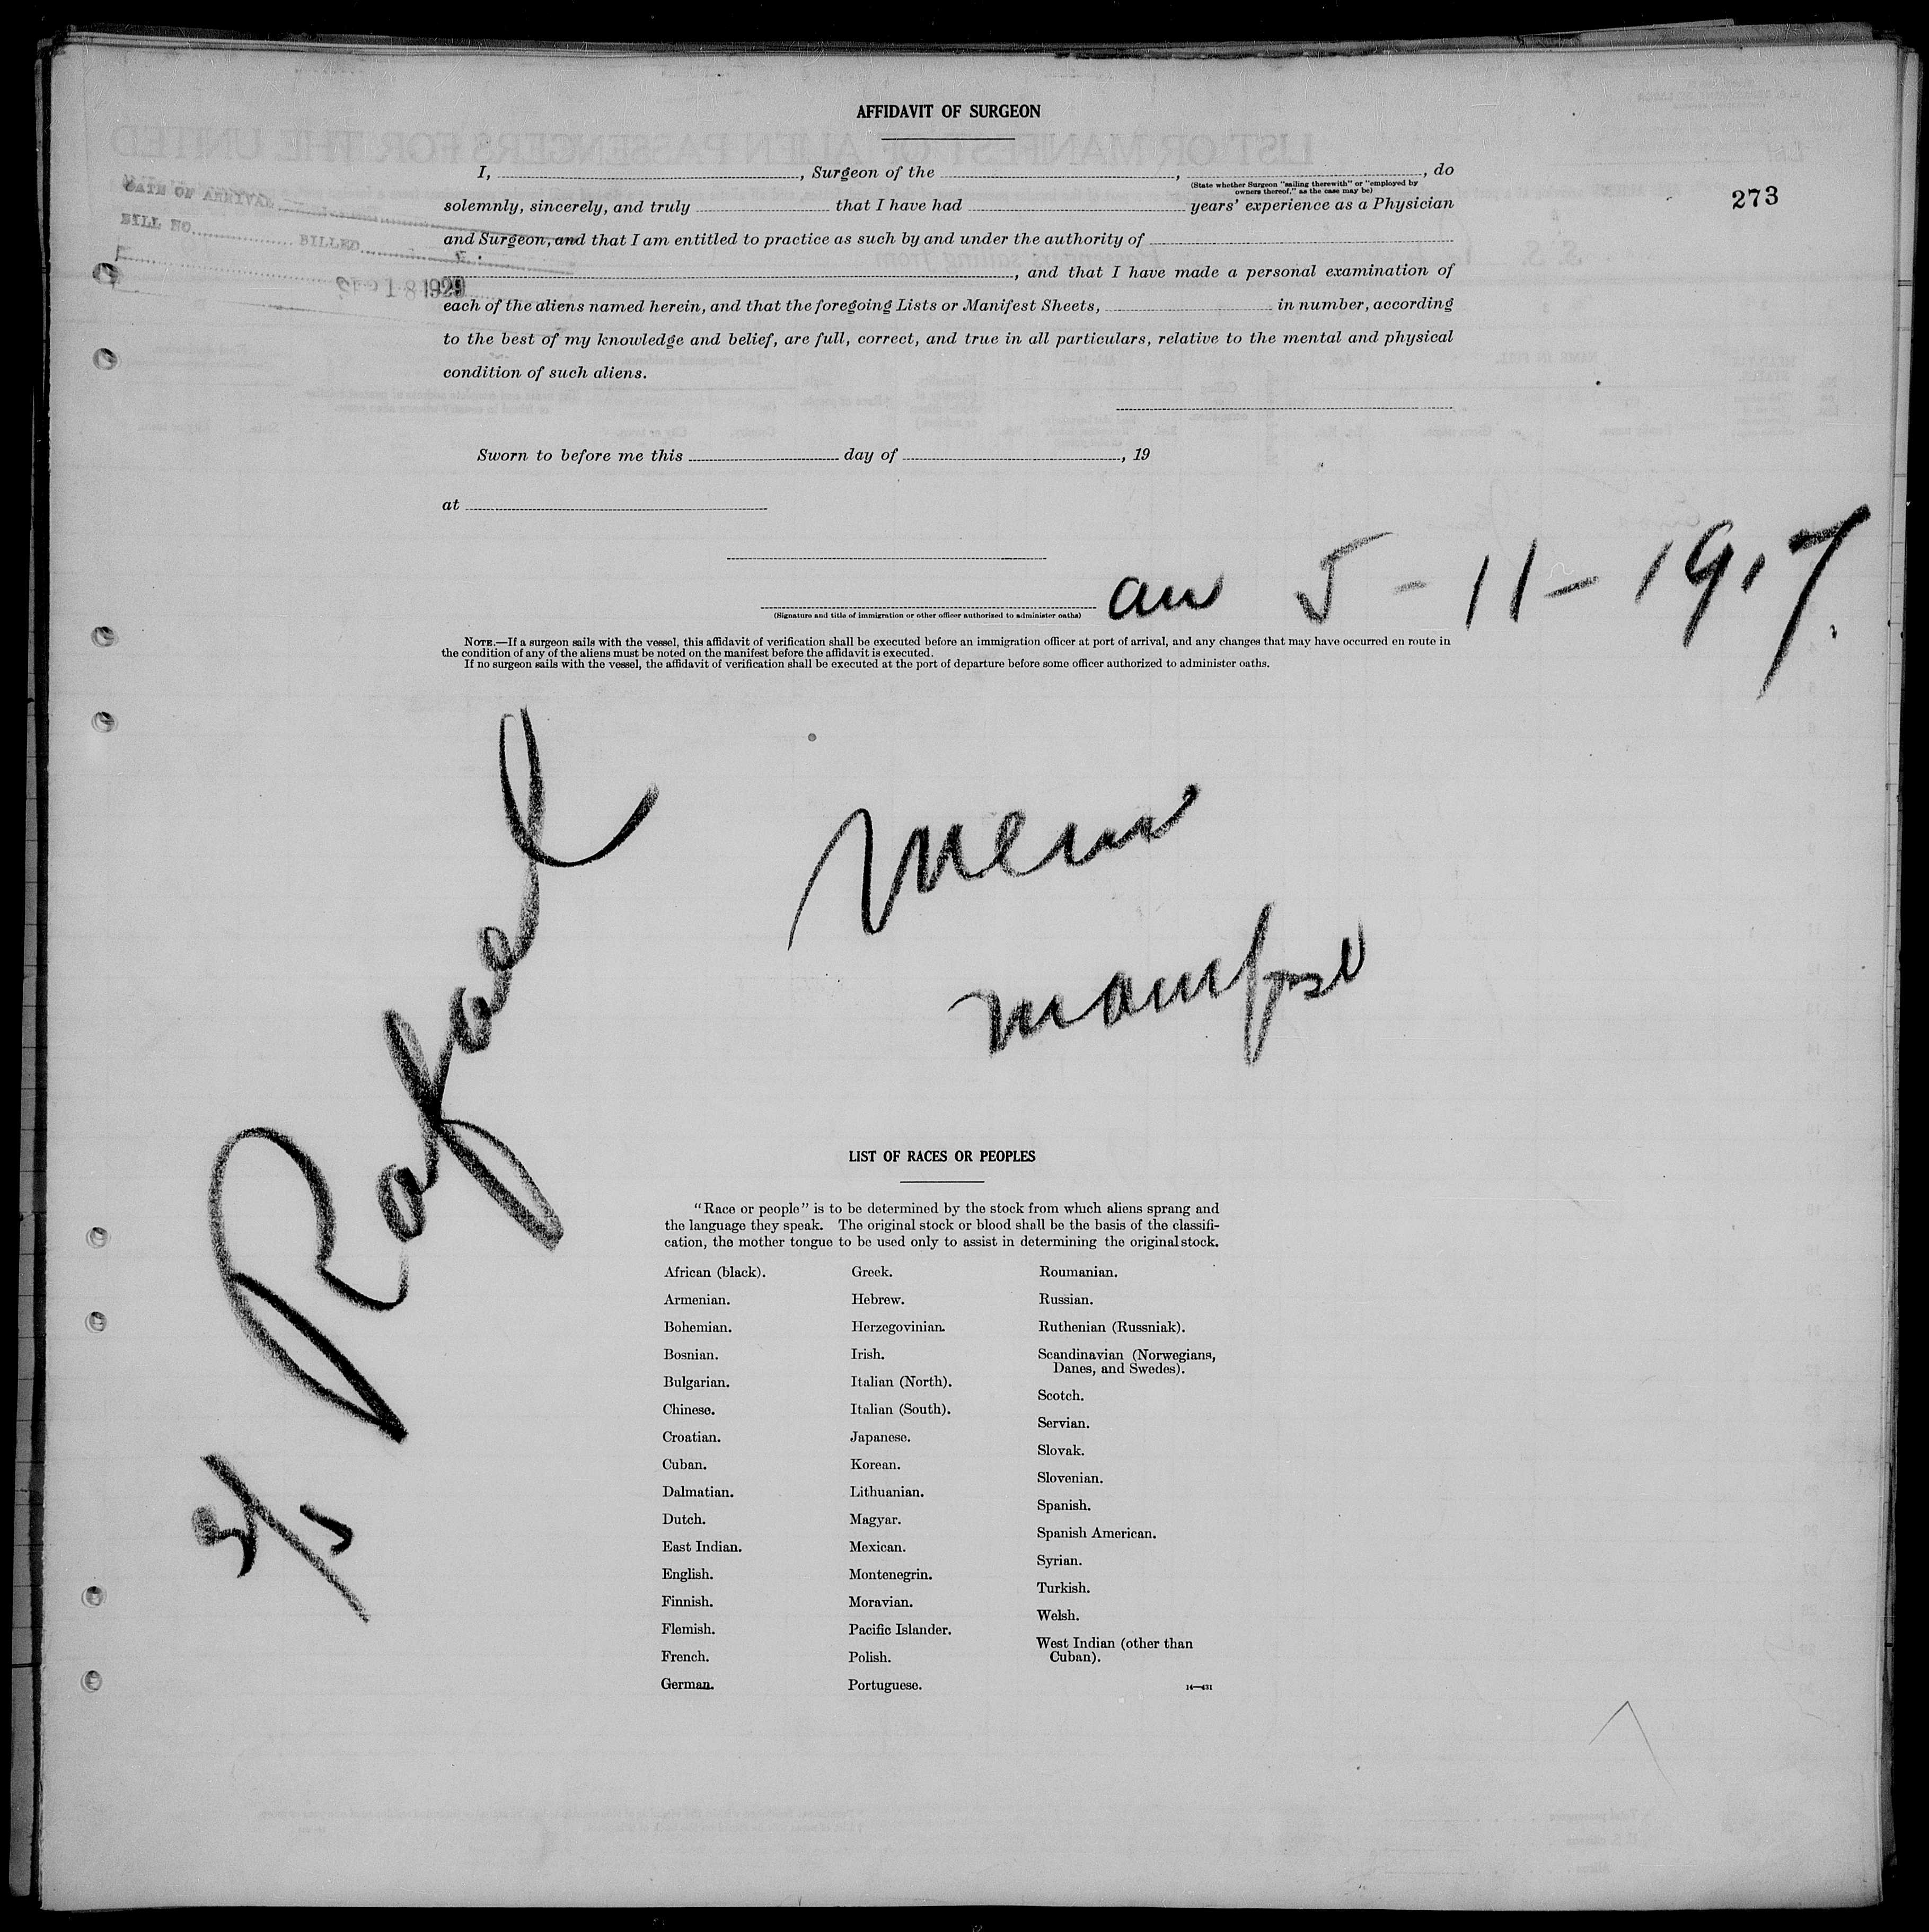 AFFIDAVIT OF SURGEON
I, , Surgeon of the , , do
(State whether Surgeon "sailing therewith" or "employed by
owners thereof," as the case may be)
273
solemnly, sincerely, and truly that I have had years' experience as a Physician
and Surgeon, and that I am entitled to practice as such by and under the authority of
, and that I have made a personal examination of
each of the aliens named herein, and that the foregoing Lists or Manifest Sheets, in number, according
to the best of my knowledge and belief, are full, correct, and true in all particulars, relative to the mental and physical
condition of such aliens.
DATE OF ARRIVAL
BILL NO. BILLED
18 1929
Sworn to before me this day of , 19
at
5-11-1917.
(Signature and title of immigration or other officer authorized to administer oaths)
NOTE.—If a surgeon sails with the vessel, this affidavit of verification shall be executed before an immigration officer at port of arrival, and any changes that may have occurred en route in
the condition of any of the aliens must be noted on the manifest before the affidavit is executed.
If no surgeon sails with the vessel, the affidavit of verification shall be executed at the port of departure before some officer authorized to administer oaths.
S/S Rafael
LIST OF RACES OR PEOPLES
"Race or people" is to be determined by the stock from which aliens sprang and
the language they speak. The original stock or blood shall be the basis of the classifi-
cation, the mother tongue to be used only to assist in determining the original stock.
African (black).
Armenian.
Bohemian.
Bosnian.
Bulgarian.
Chinese.
Croatian.
Cuban.
Dalmatian.
Dutch.
East Indian.
English.
Finnish.
Flemish.
French.
German.
Greek.
Hebrew.
Herzegovinian.
Irish.
Italian (North).
Italian (South).
Japanese.
Korean.
Lithuanian.
Magyar.
Mexican.
Montenegrin.
Moravian.
Pacific Islander.
Polish.
Portuguese.
Roumanian.
Russian.
Ruthenian (Russniak).
Scandinavian (Norwegians,
Danes, and Swedes).
Scotch.
Servian.
Slovak.
Slovenian.
Spanish.
Spanish American.
Syrian.
Turkish.
Welsh.
West Indian (other than
Cuban).
14—431